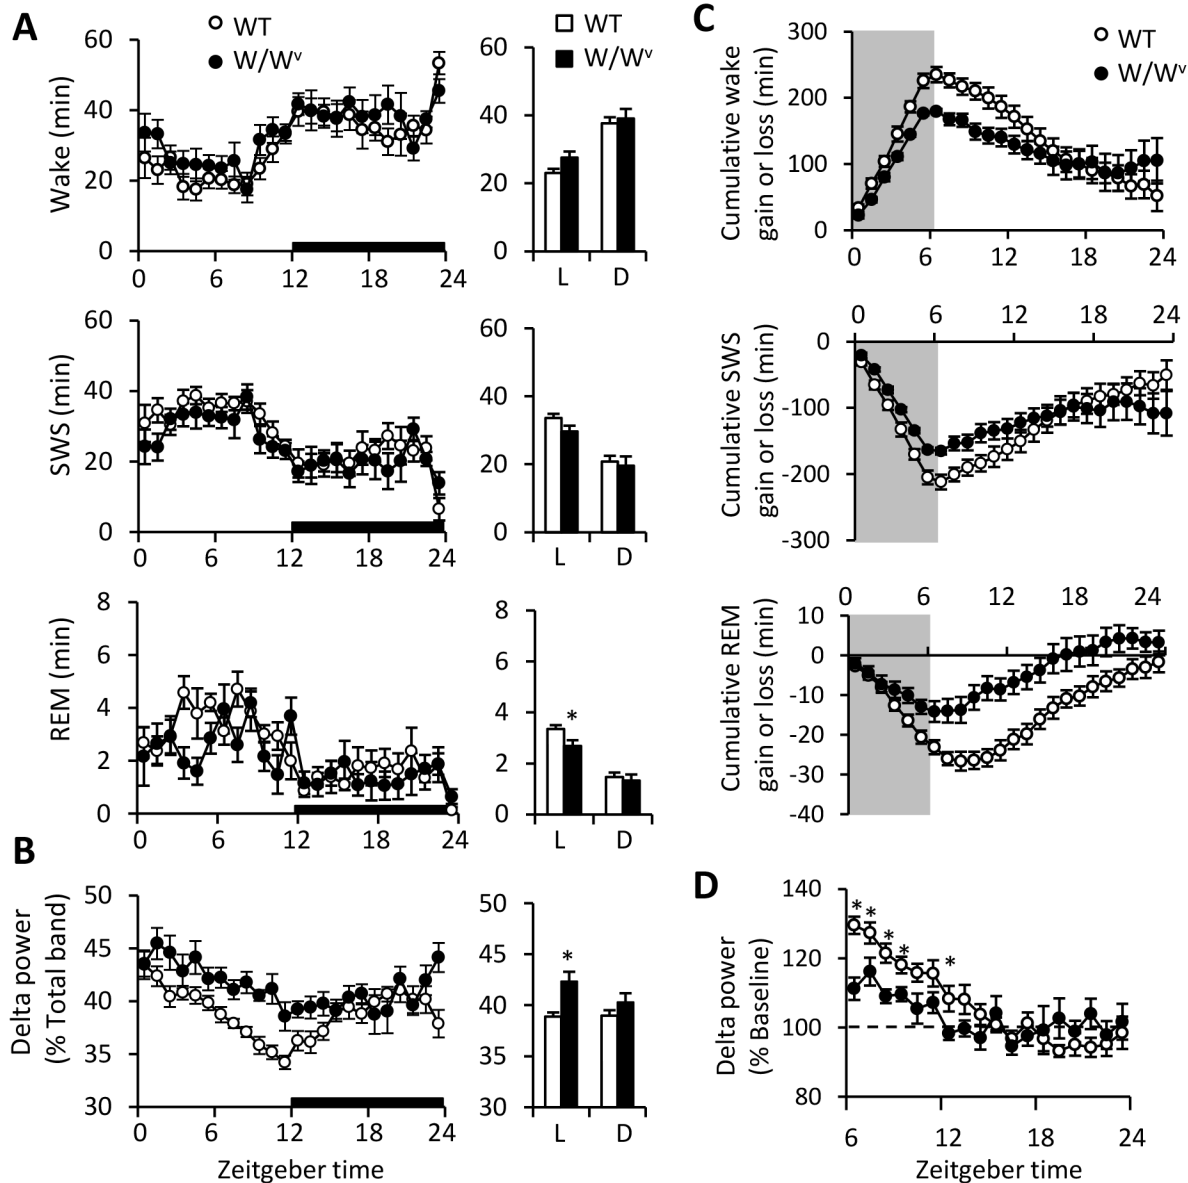 A
WT
W/Wᵛ
Wake (min)
60
40
20
0
0 6 12 18 24
WT
W/Wᵛ
60
40
20
0
L D
SWS (min)
60
40
20
0
0 6 12 18 24
60
40
20
0
L D
REM (min)
8
6
4
2
0
0 6 12 18 24
8
6
4
2
0
*
L D
B
Delta power
(% Total band)
50
45
40
35
30
0 6 12 18 24
Zeitgeber time
50
45
40
35
30
*
L D
C
WT
W/Wᵛ
Cumulative wake
gain or loss (min)
300
200
100
0
0 6 12 18 24
Cumulative SWS
gain or loss (min)
0 6 12 18 24
0
-100
-200
-300
Cumulative REM
gain or loss (min)
0 6 12 18 24
10
0
-10
-20
-30
-40
D
Delta power
(% Baseline)
140
120
100
80
* * * * *
6 12 18 24
Zeitgeber time